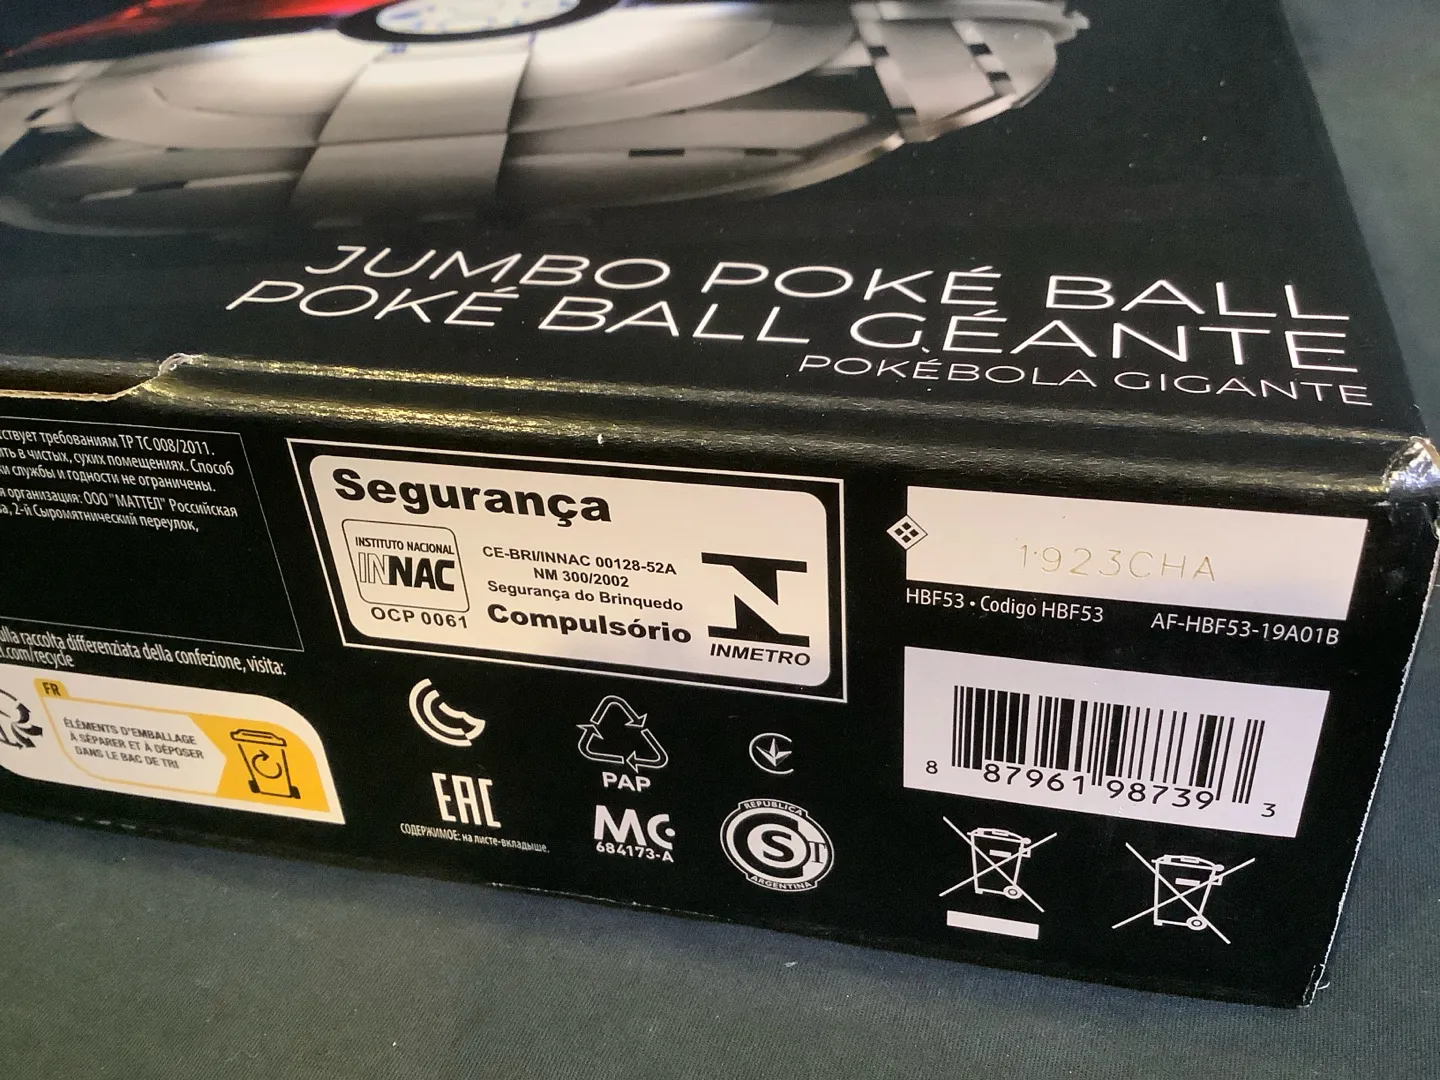 JUMBO POKÉ BALL
POKÉ BALL GÉANTE
POKÉBOLA GIGANTE
требованиям ТР ТС 008/2011.
в чистых, сухих помещениях. Способ
службы и годности не ограничены.
организация: ООО "МАТТЕЛ" Российская
2-й Сыромятнический переулок,
raccolta differenziata della confezione, visita:
.com/recycle
FR
ÉLÉMENTS D'EMBALLAGE
À SÉPARER ET À DÉPOSER
DANS LE BAC DE TRI
Segurança
INSTITUTO NACIONAL
INNAC
OCP 0061
CE-BRI/INNAC 00128-52A
NM 300/2002
Segurança do Brinquedo
Compulsório
INMETRO
EAC
СОДЕРЖИМОЕ: на листе-вкладыше.
PAP
MC
684173-A
REPUBLICA
S
ARGENTINA
1923CHA
HBF53 • Codigo HBF53 AF-HBF53-19A01B
8 87961 98739 3